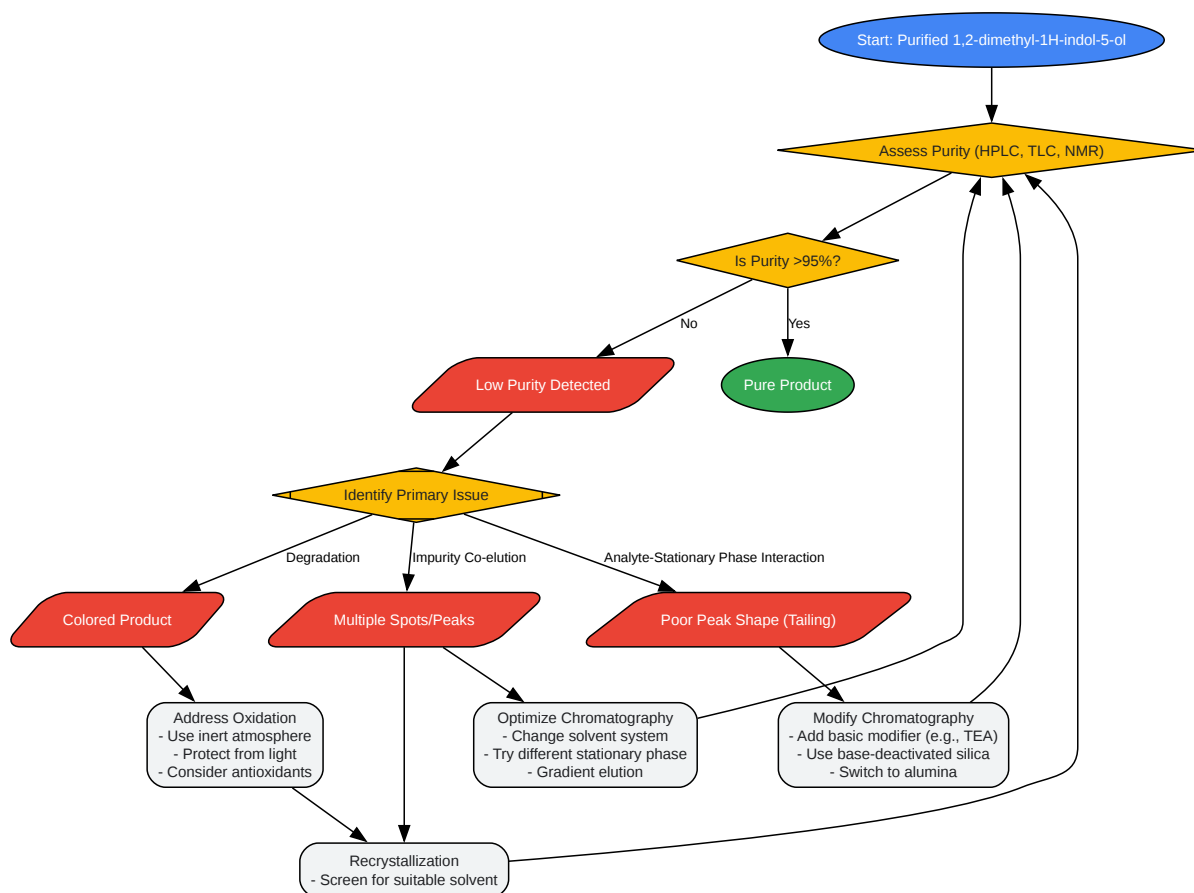 Start: Purified 1,2-dimethyl-1H-indol-5-ol
Assess Purity (HPLC, TLC, NMR)
Is Purity >95%?
No
Yes
Low Purity Detected
Pure Product
Identify Primary Issue
Degradation
Impurity Co-elution
Analyte-Stationary Phase Interaction
Colored Product
Multiple Spots/Peaks
Poor Peak Shape (Tailing)
Address Oxidation
- Use inert atmosphere
- Protect from light
- Consider antioxidants
Optimize Chromatography
- Change solvent system
- Try different stationary phase
- Gradient elution
Modify Chromatography
- Add basic modifier (e.g., TEA)
- Use base-deactivated silica
- Switch to alumina
Recrystallization
- Screen for suitable solvent